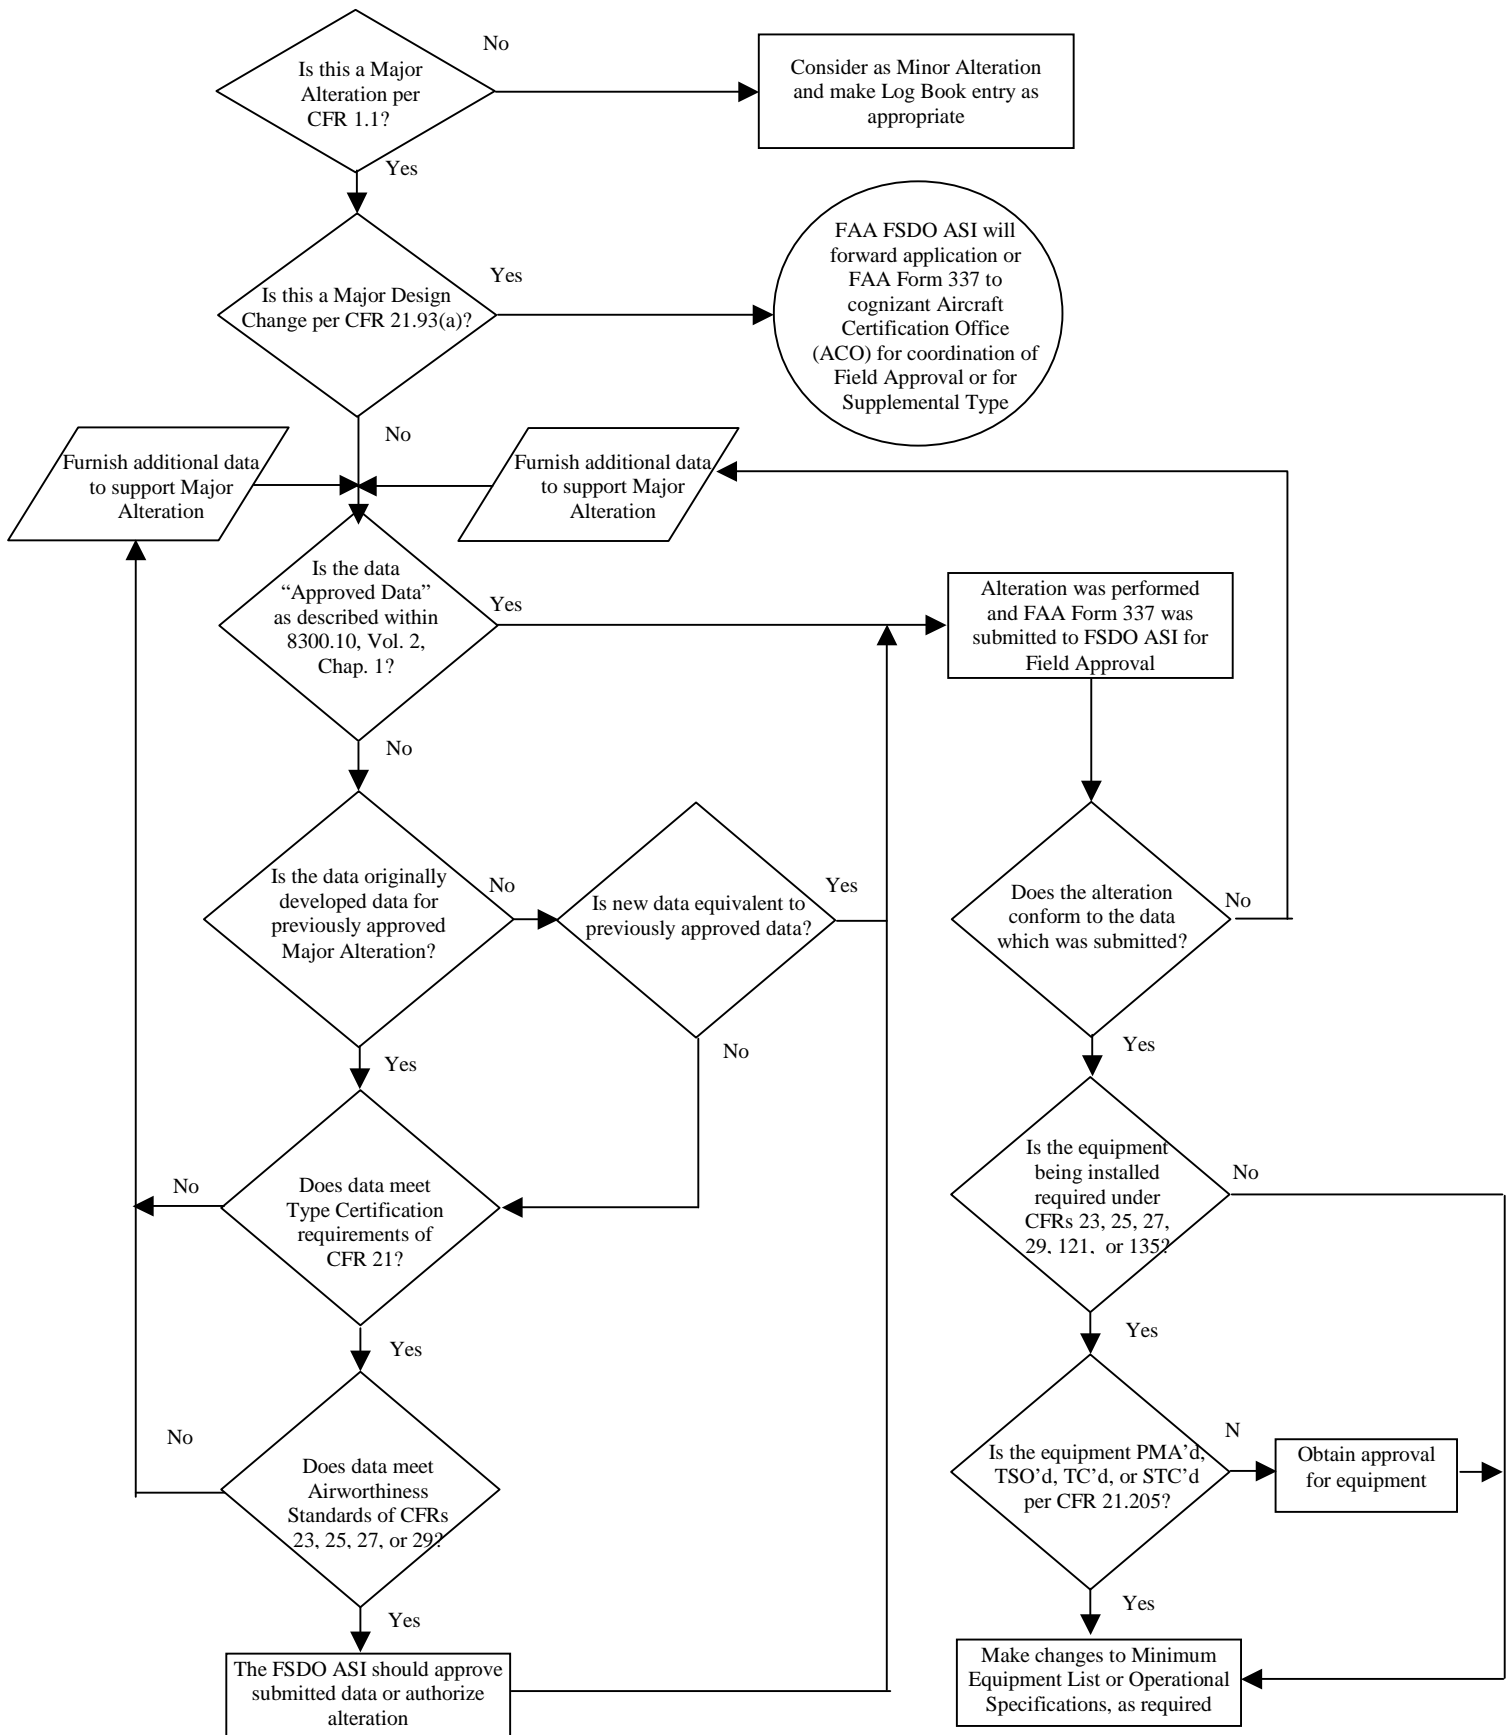 No
Is this a Major
Alteration per
CFR 1.1?
Consider as Minor Alteration
and make Log Book entry as
appropriate
Yes
FAA FSDO ASI will
forward application or
FAA Form 337 to
cognizant Aircraft
Certification Office
(ACO) for coordination of
Field Approval or for
Supplemental Type
Yes
Is this a Major Design
Change per CFR 21.93(a)?
No
Furnish additional data
to support Major
Alteration
Furnish additional data
to support Major
Alteration
Is the data
“Approved Data”
as described within
8300.10, Vol. 2,
Chap. 1?
Yes
Alteration was performed
and FAA Form 337 was
submitted to FSDO ASI for
Field Approval
No
Is the data originally
developed data for
previously approved
Major Alteration?
No
Is new data equivalent to
previously approved data?
Yes
Does the alteration
conform to the data
which was submitted?
No
Yes
No
Yes
Is the equipment
being installed
required under
CFRs 23, 25, 27,
29, 121, or 135?
No
No
Does data meet
Type Certification
requirements of
CFR 21?
Yes
Yes
No
Does data meet
Airworthiness
Standards of CFRs
23, 25, 27, or 29?
Is the equipment PMA’d,
TSO’d, TC’d, or STC’d
per CFR 21.205?
N
Obtain approval
for equipment
Yes
Yes
The FSDO ASI should approve
submitted data or authorize
alteration
Make changes to Minimum
Equipment List or Operational
Specifications, as required